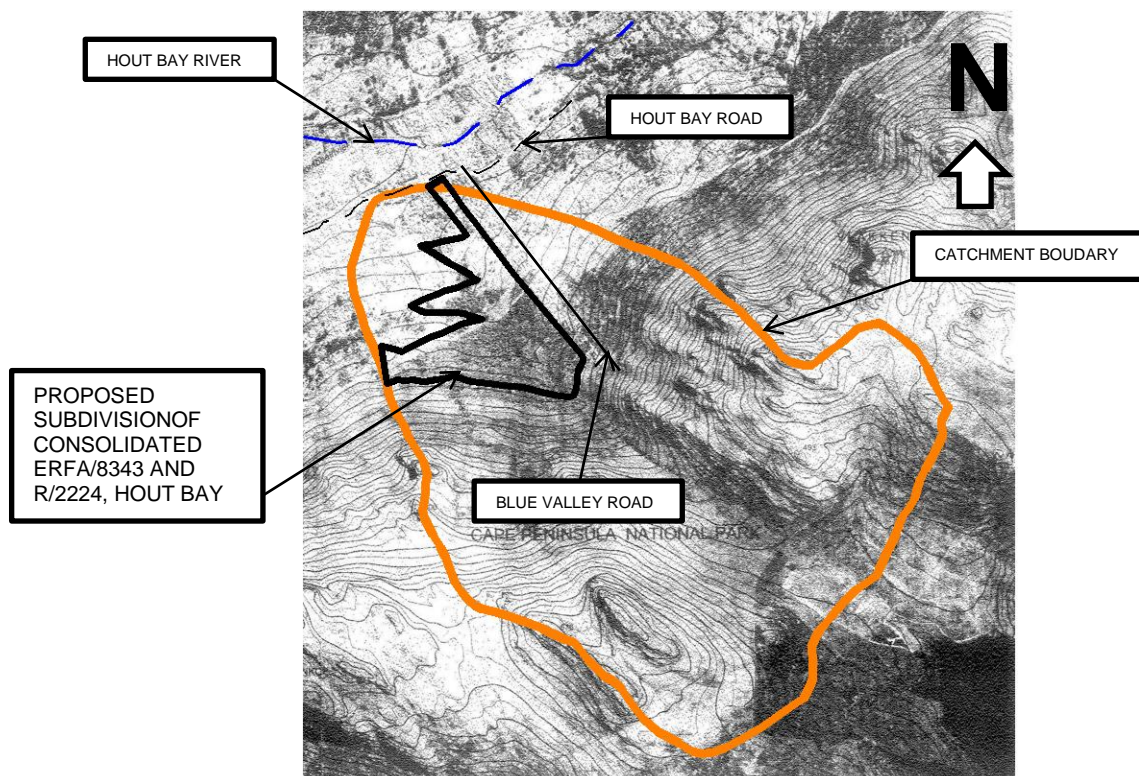 HOUT BAY RIVER
N
HOUT BAY ROAD
CATCHMENT BOUDARY
PROPOSED
SUBDIVISIONOF
CONSOLIDATED
ERFA/8343 AND
R/2224, HOUT BAY
BLUE VALLEY ROAD
CAPE PENINSULA NATIONAL PARK